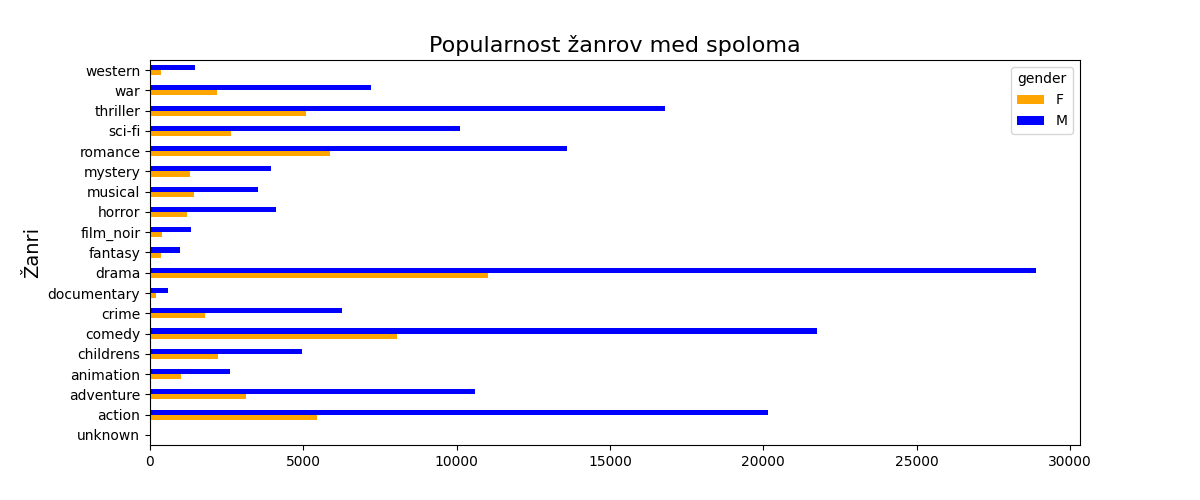 Popularnost žanrov med spoloma
gender
F
M
Žanri
western
war
thriller
sci-fi
romance
mystery
musical
horror
film_noir
fantasy
drama
documentary
crime
comedy
childrens
animation
adventure
action
unknown
0 5000 10000 15000 20000 25000 30000